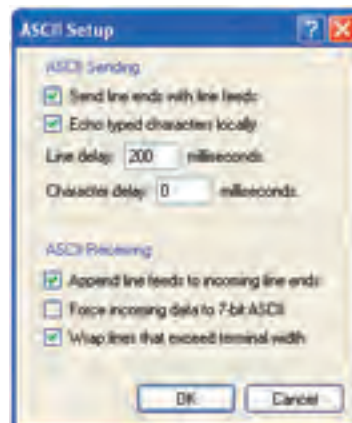 ASCII Setup
ASCII Sending
Send line ends with line feeds
Echo typed characters locally
Line delay: 200 milliseconds.
Character delay: 0 milliseconds.
ASCII Receiving
Append line feeds to incoming line ends
Force incoming data to 7-bit ASCII
Wrap lines that exceed terminal width
OK Cancel